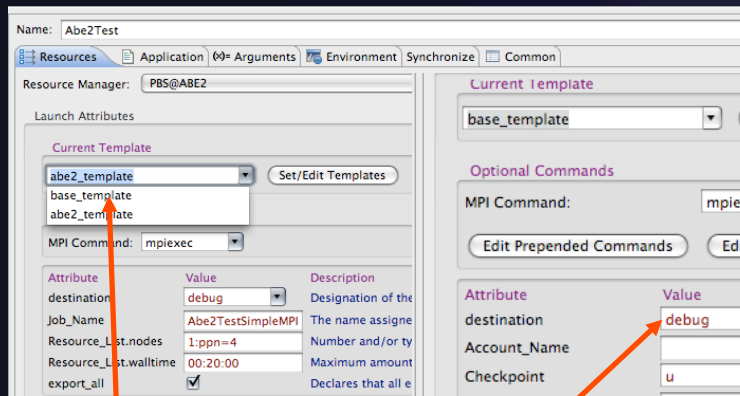 Name: Abe2Test
Resources Application (x)= Arguments Environment Synchronize Common
Resource Manager: PBS@ABE2
Launch Attributes
Current Template
abe2_template Set/Edit Templates
base_template
abe2_template
MPI Command: mpiexec
Attribute Value Description
destination debug Designation of the
Job_Name Abe2TestSimpleMPI The name assigne
Resource_List.nodes 1:ppn=4 Number and/or ty
Resource_List.walltime 00:20:00 Maximum amount
export_all Declares that all e
Current Template
base_template
Optional Commands
MPI Command: mpie
Edit Prepended Commands Ed
Attribute Value
destination debug
Account_Name
Checkpoint u